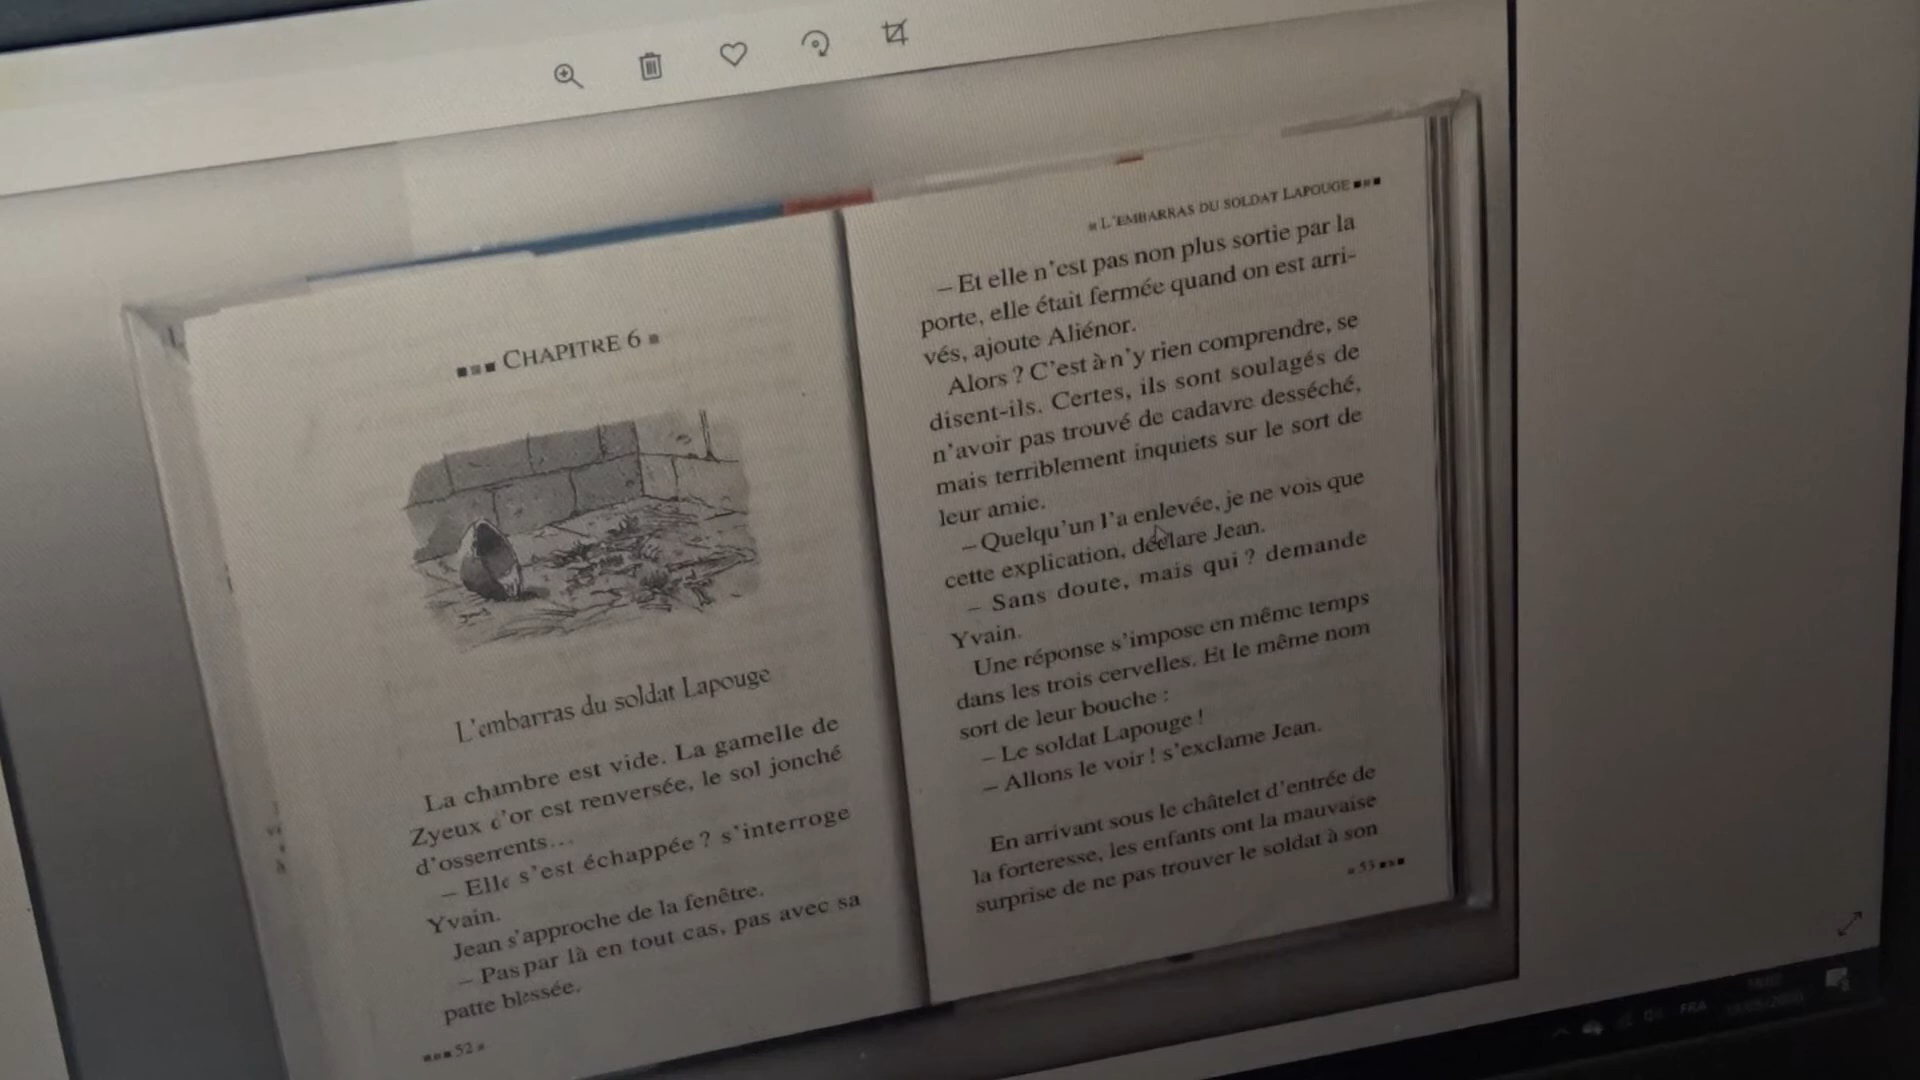 CHAPITRE 6
L'embarras du soldat Lapouge
La chambre est vide. La gamelle de
Zyeux d'or est renversée, le sol jonché
d'ossements...
– Elle s'est échappée ? s'interroge
Yvain.
Jean s'approche de la fenêtre.
– Pas par là en tout cas, pas avec sa
patte blessée.
52
L'EMBARRAS DU SOLDAT LAPOUGE
– Et elle n'est pas non plus sortie par la
porte, elle était fermée quand on est arri-
vés, ajoute Aliénor.
Alors ? C'est à n'y rien comprendre, se
disent-ils. Certes, ils sont soulagés de
n'avoir pas trouvé de cadavre desséché,
mais terriblement inquiets sur le sort de
leur amie.
– Quelqu'un l'a enlevée, je ne vois que
cette explication, déclare Jean.
– Sans doute, mais qui ? demande
Yvain.
Une réponse s'impose en même temps
dans les trois cervelles. Et le même nom
sort de leur bouche :
– Le soldat Lapouge !
– Allons le voir ! s'exclame Jean.
En arrivant sous le châtelet d'entrée de
la forteresse, les enfants ont la mauvaise
surprise de ne pas trouver le soldat à son
53
FRA